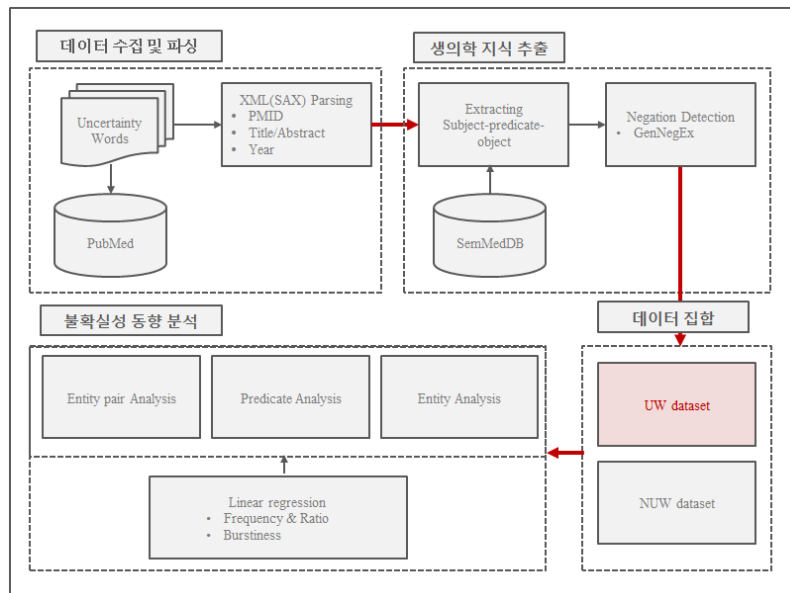 데이터 수집 및 파싱
Uncertainty
Words
XML(SAX) Parsing
• PMID
• Title/Abstract
• Year
PubMed
생의학 지식 추출
Extracting
Subject-predicate-
object
Negation Detection
• GenNegEx
SemMedDB
불확실성 동향 분석
Entity pair Analysis
Predicate Analysis
Entity Analysis
Linear regression
• Frequency & Ratio
• Burstiness
데이터 집합
UW dataset
NUW dataset